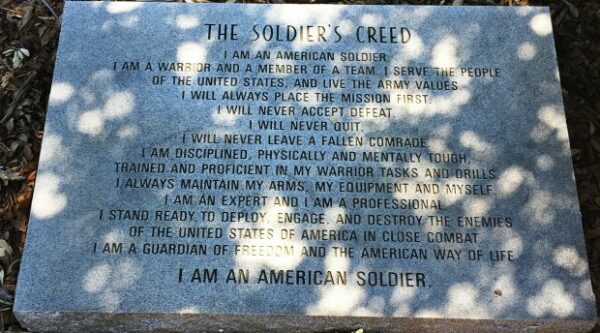 THE SOLDIER'S CREED
I AM AN AMERICAN SOLDIER
I AM A WARRIOR AND A MEMBER OF A TEAM. I SERVE THE PEOPLE
OF THE UNITED STATES, AND LIVE THE ARMY VALUES.
I WILL ALWAYS PLACE THE MISSION FIRST.
I WILL NEVER ACCEPT DEFEAT.
I WILL NEVER QUIT.
I WILL NEVER LEAVE A FALLEN COMRADE
I AM DISCIPLINED, PHYSICALLY AND MENTALLY TOUGH,
TRAINED AND PROFICIENT IN MY WARRIOR TASKS AND DRILLS.
I ALWAYS MAINTAIN MY ARMS, MY EQUIPMENT AND MYSELF.
I AM AN EXPERT AND I AM A PROFESSIONAL.
I STAND READY TO DEPLOY, ENGAGE, AND DESTROY THE ENEMIES
OF THE UNITED STATES OF AMERICA IN CLOSE COMBAT.
I AM A GUARDIAN OF FREEDOM AND THE AMERICAN WAY OF LIFE.
I AM AN AMERICAN SOLDIER.